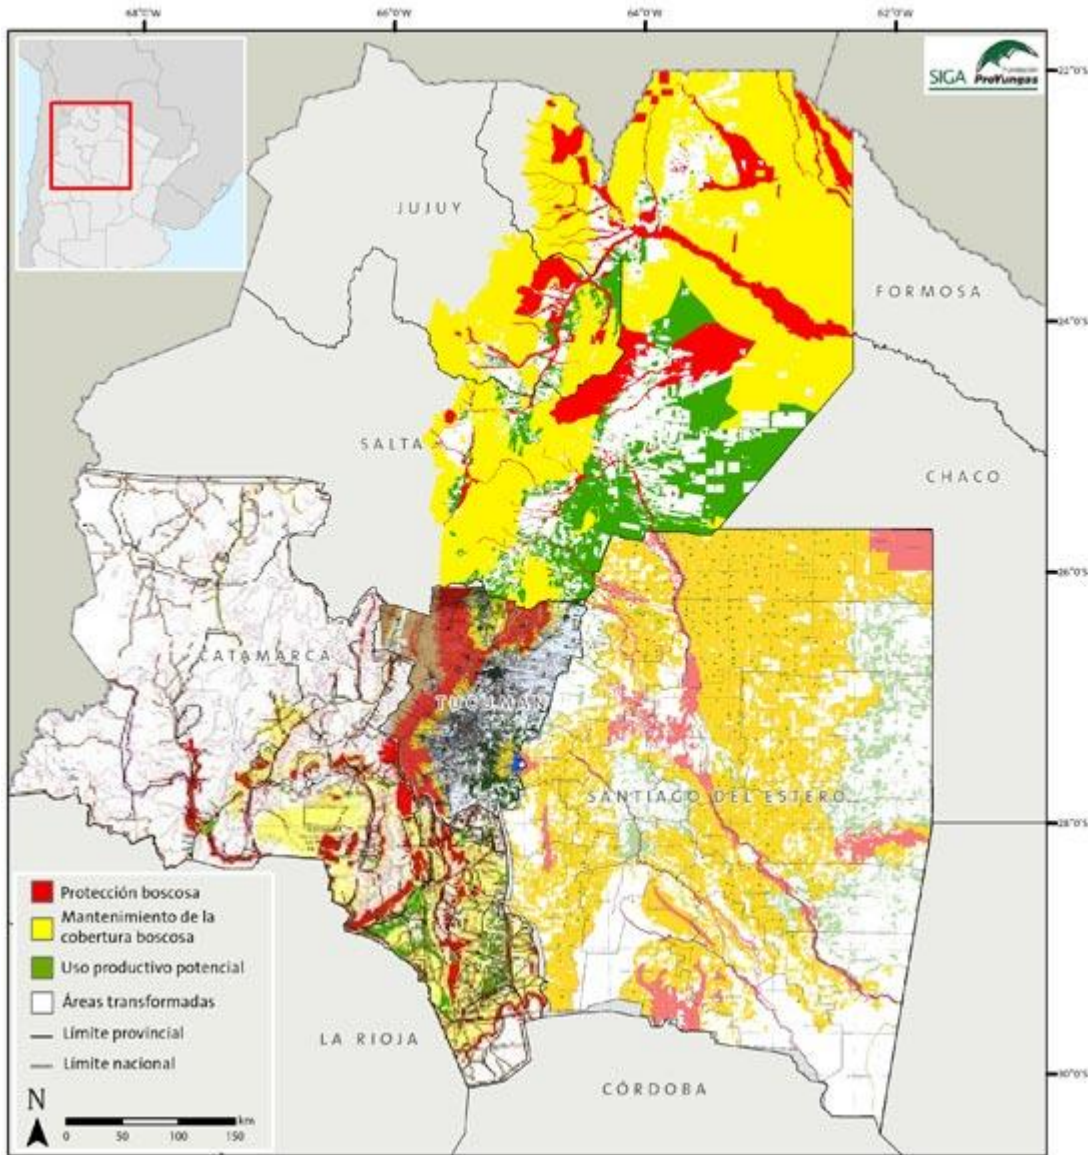 68°0'W
66°0'W
64°0'W
62°0'W
SIGA Fundación ProYungas
22°0'S
JUJUY
FORMOSA
24°0'S
SALTA
CHACO
26°0'S
CATAMARCA
TUCUMAN
SANTIAGO DEL ESTERO
28°0'S
Protección boscosa
Mantenimiento de la
cobertura boscosa
Uso productivo potencial
Áreas transformadas
Límite provincial
Límite nacional
LA RIOJA
CÓRDOBA
30°0'S
N
km
0 50 100 150